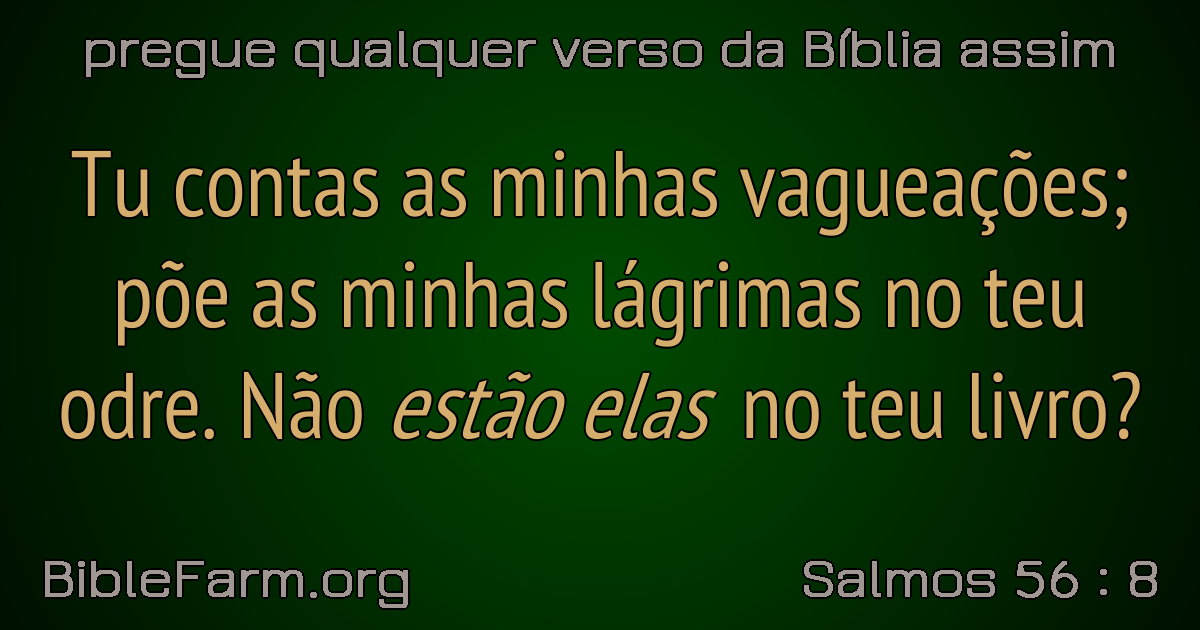 pregue qualquer verso da Bíblia assim
Tu contas as minhas vagueações;
põe as minhas lágrimas no teu
odre. Não estão elas no teu livro?
BibleFarm.org
Salmos 56 : 8